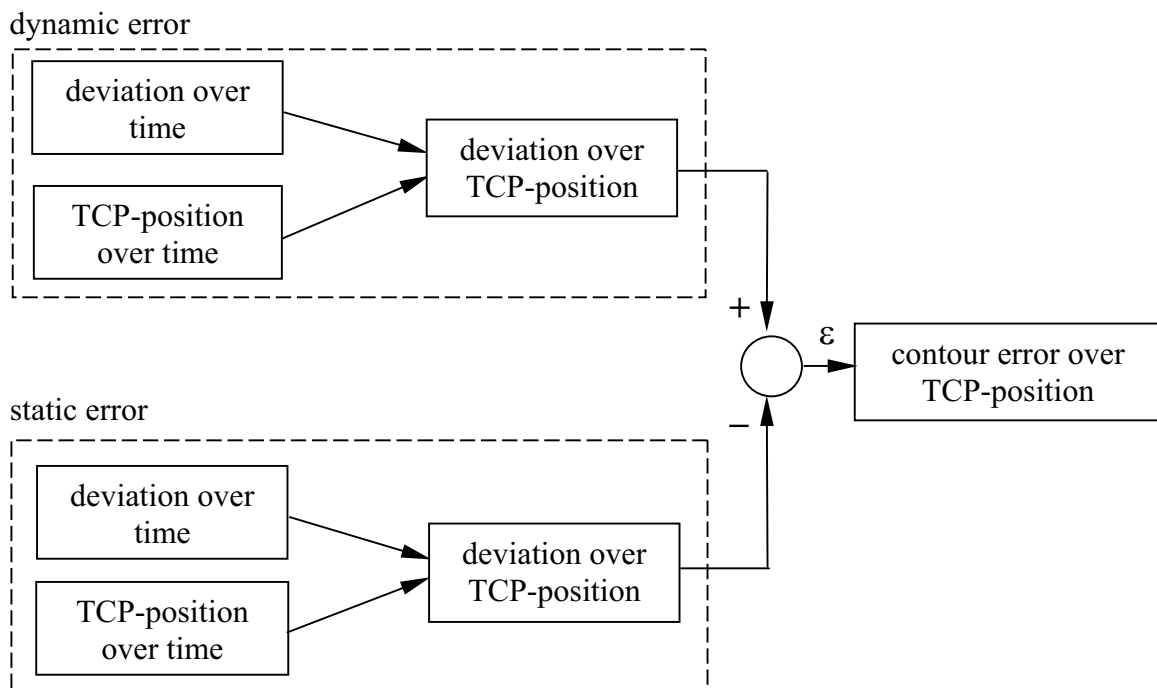 dynamic error
deviation over
time
TCP-position
over time
deviation over
TCP-position
+
ε
contour error over
TCP-position
static error
−
deviation over
time
TCP-position
over time
deviation over
TCP-position